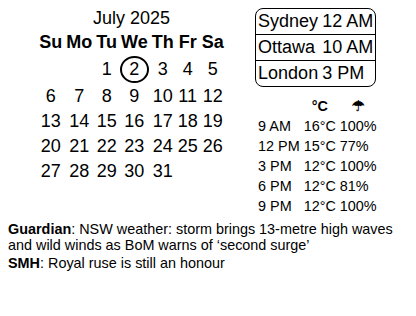 July 2025
Su Mo Tu We Th Fr Sa
1 2 3 4 5
6 7 8 9 10 11 12
13 14 15 16 17 18 19
20 21 22 23 24 25 26
27 28 29 30 31
Sydney 12 AM
Ottawa 10 AM
London 3 PM
°C ☂
9 AM 16°C 100%
12 PM 15°C 77%
3 PM 12°C 100%
6 PM 12°C 81%
9 PM 12°C 100%
Guardian: NSW weather: storm brings 13-metre high waves
and wild winds as BoM warns of ‘second surge’
SMH: Royal ruse is still an honour